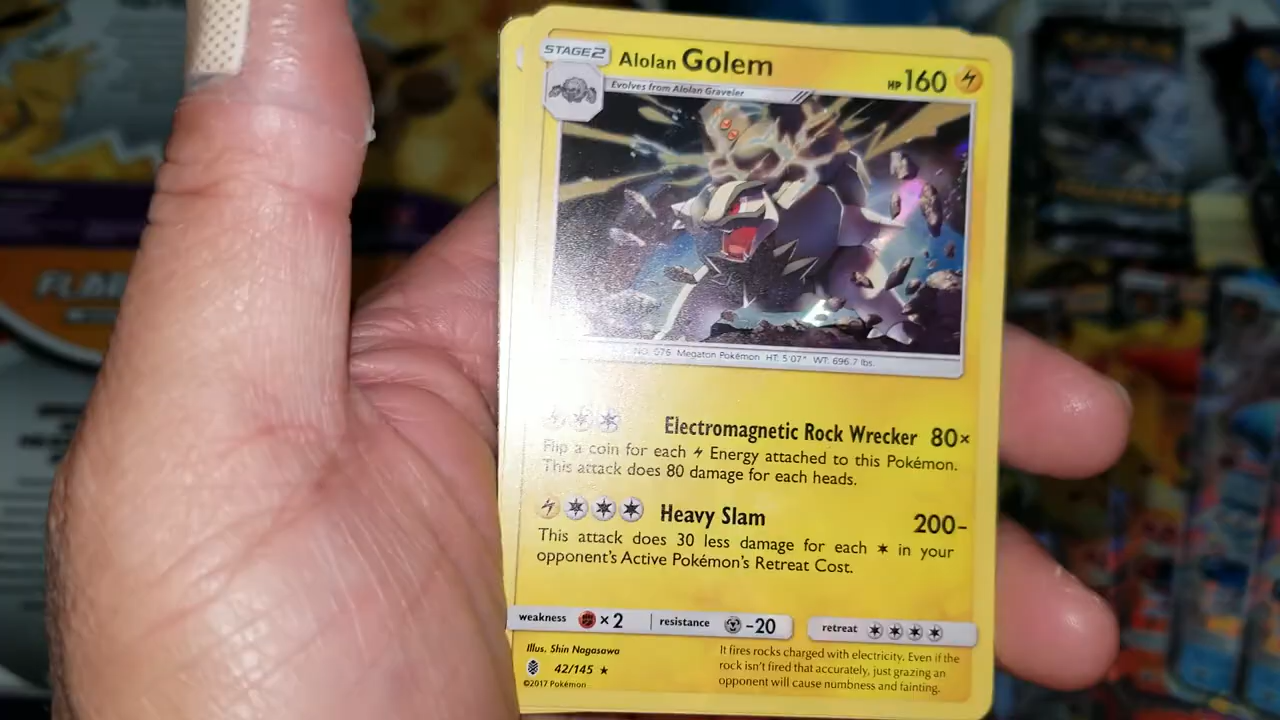 STAGE2
Alolan Golem
HP 160
Evolves from Alolan Graveler
NO. 076 Megaton Pokémon HT: 5'07" WT: 696.7 lbs.
Electromagnetic Rock Wrecker 80×
Flip a coin for each Energy attached to this Pokémon.
This attack does 80 damage for each heads.
Heavy Slam 200-
This attack does 30 less damage for each in your
opponent's Active Pokémon's Retreat Cost.
weakness ×2 resistance -20 retreat
Illus. Shin Nagasawa
42/145 ★
©2017 Pokémon
It fires rocks charged with electricity. Even if the
rock isn't fired that accurately, just grazing an
opponent will cause numbness and fainting.